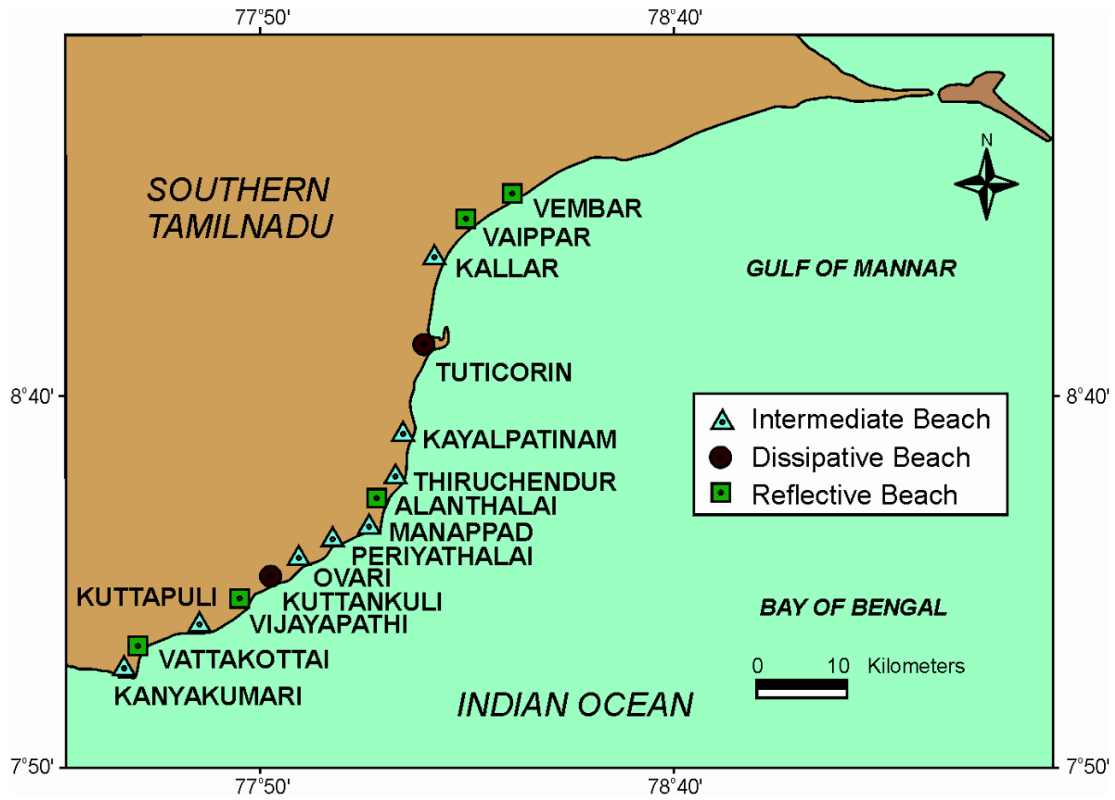 77°50'
78°40'
N
SOUTHERN
TAMILNADU
VEMBAR
VAIPPAR
KALLAR
GULF OF MANNAR
TUTICORIN
8°40'
8°40'
Intermediate Beach
Dissipative Beach
Reflective Beach
KAYALPATINAM
THIRUCHENDUR
ALANTHALAI
MANAPPAD
PERIYATHALAI
OVARI
KUTTAPULI
KUTTANKULI
VIJAYAPATHI
BAY OF BENGAL
VATTAKOTTAI
0 10 Kilometers
KANYAKUMARI
INDIAN OCEAN
7°50'
7°50'
77°50'
78°40'